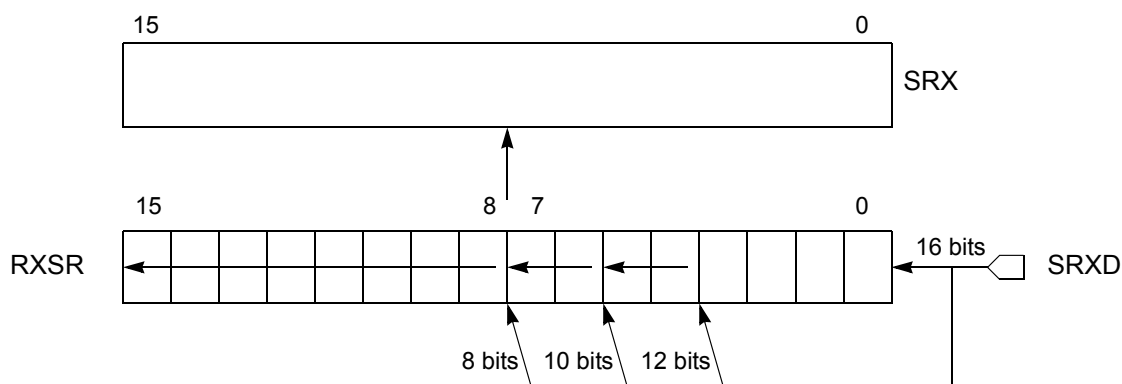 15 0
SRX
15 8 7 0
RXSR
16 bits
SRXD
8 bits 10 bits 12 bits